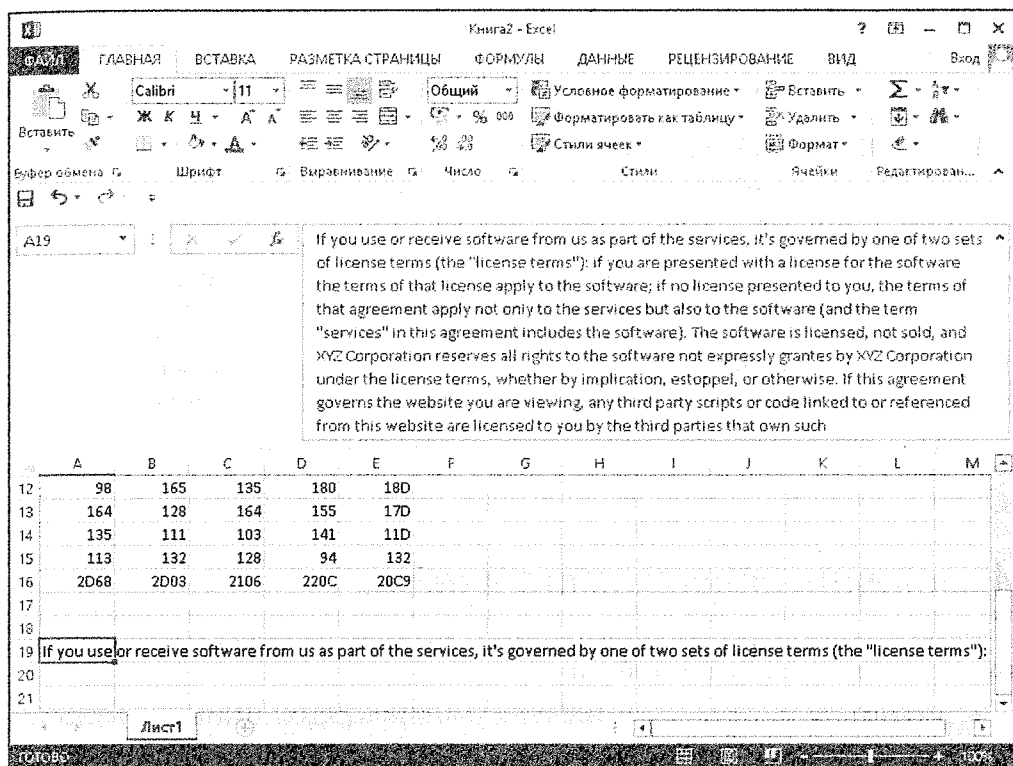 Книга2 - Excel
ФАЙЛ ГЛАВНАЯ ВСТАВКА РАЗМЕТКА СТРАНИЦЫ ФОРМУЛЫ ДАННЫЕ РЕЦЕНЗИРОВАНИЕ ВИД Вход
Calibri 11 Общий Условное форматирование Вставить
Ж К Ч % 000 Форматировать как таблицу Удалить
Вставить Стили ячеек Формат
Буфер обмена Шрифт Выравнивание Число Стили Ячейки Редактирован...
A19 fx If you use or receive software from us as part of the services, it's governed by one of two sets
of license terms (the "license terms"): if you are presented with a license for the software
the terms of that license apply to the software; if no license presented to you, the terms of
that agreement apply not only to the services but also to the software (and the term
"services" in this agreement includes the software). The software is licensed, not sold, and
XYZ Corporation reserves all rights to the software not expressly grantes by XYZ Corporation
under the license terms, whether by implication, estoppel, or otherwise. If this agreement
governs the website you are viewing, any third party scripts or code linked to or referenced
from this website are licensed to you by the third parties that own such
A B C D E F G H I J K L M
12 98 165 135 180 18D
13 164 128 164 155 17D
14 135 111 103 141 11D
15 113 132 128 94 132
16 2D68 2D03 2106 220C 20C9
17
18
19 If you use or receive software from us as part of the services, it's governed by one of two sets of license terms (the "license terms"):
20
21
Лист1
ГОТОВО 100%